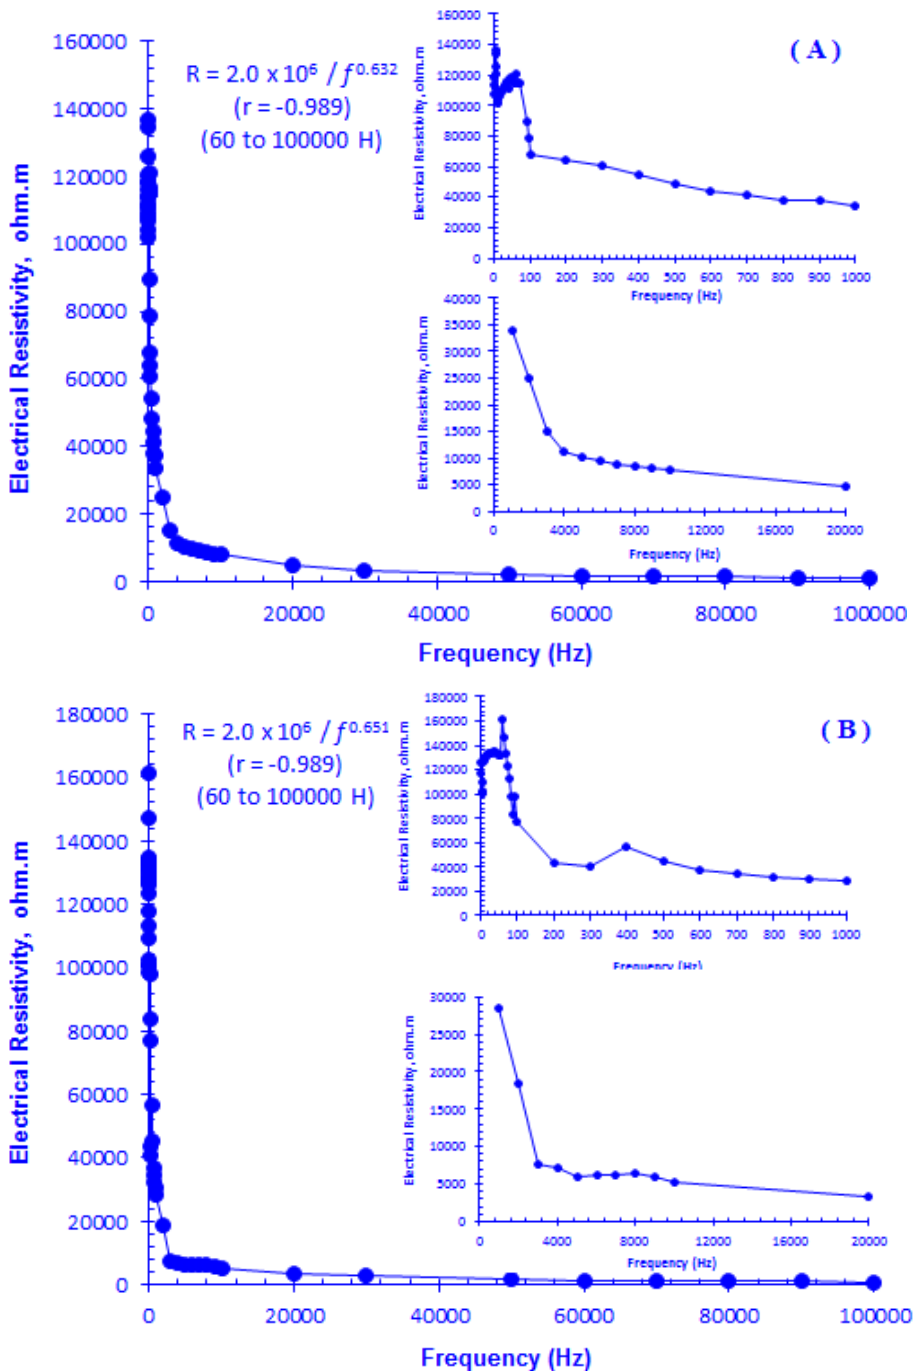 ( A )
R = 2.0 x 10⁶ / f⁰·⁶³²
(r = -0.989)
(60 to 100000 H)
Electrical Resistivity, ohm.m
160000
140000
120000
100000
80000
60000
40000
20000
0
0 20000 40000 60000 80000 100000
Frequency (Hz)
Electrical Resistivity, ohm.m
160000
140000
120000
100000
80000
60000
40000
20000
0
0 100 200 300 400 500 600 700 800 900 1000
Frequency (Hz)
Electrical Resistivity, ohm.m
40000
35000
30000
25000
20000
15000
10000
5000
0
0 4000 8000 12000 16000 20000
Frequency (Hz)
( B )
R = 2.0 x 10⁶ / f⁰·⁶⁵¹
(r = -0.989)
(60 to 100000 H)
Electrical Resistivity, ohm.m
180000
160000
140000
120000
100000
80000
60000
40000
20000
0
0 20000 40000 60000 80000 100000
Frequency (Hz)
Electrical Resistivity, ohm.m
180000
160000
140000
120000
100000
80000
60000
40000
20000
0
0 100 200 300 400 500 600 700 800 900 1000
Frequency (Hz)
Electrical Resistivity, ohm.m
30000
25000
20000
15000
10000
5000
0
0 4000 8000 12000 16000 20000
Frequency (Hz)